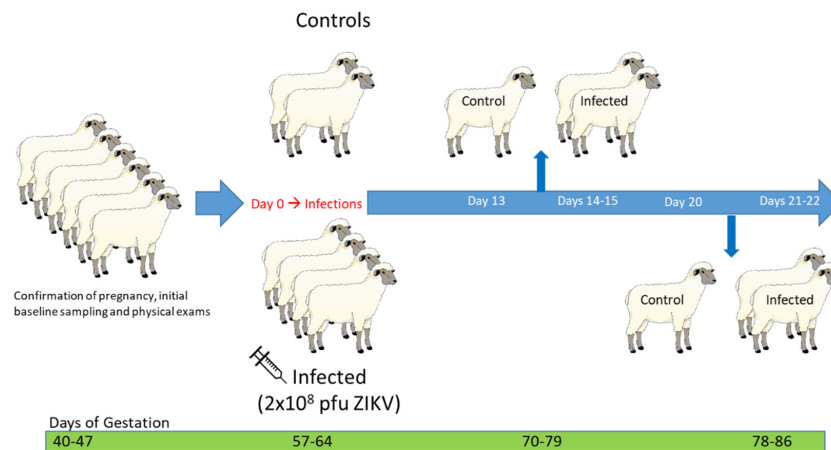 Controls
Control
Infected
Day 0 → Infections
Day 13
Days 14-15
Day 20
Days 21-22
Confirmation of pregnancy, initial
baseline sampling and physical exams
Control
Infected
Infected
(2x10⁸ pfu ZIKV)
Days of Gestation
40-47
57-64
70-79
78-86